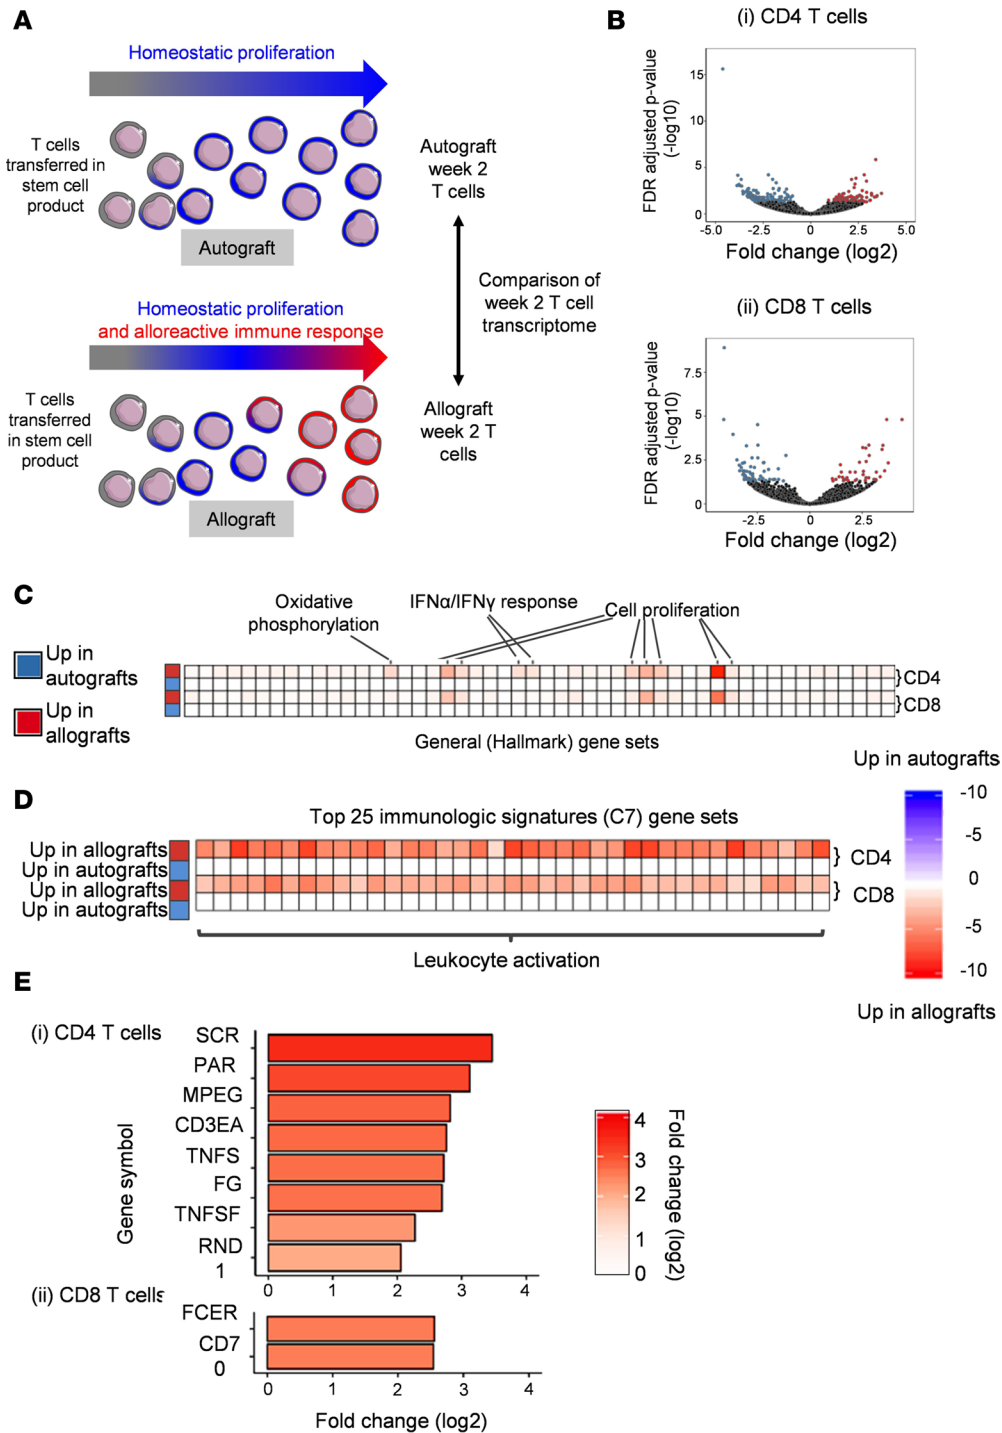 A
Homeostatic proliferation
T cells
transferred in
stem cell
product
Autograft
Homeostatic proliferation
and alloreactive immune response
T cells
transferred
in stem cell
product
Allograft
Autograft
week 2
T cells
Comparison of
week 2 T cell
transcriptome
Allograft
week 2 T
cells
B
(i) CD4 T cells
FDR adjusted p-value
(-log10)
15
10
5
0
-5.0
-2.5
0
2.5
5.0
Fold change (log2)
(ii) CD8 T cells
FDR adjusted p-value
(-log10)
7.5
5
2.5
0
-2.5
0
2.5
Fold change (log2)
C
Up in
autografts
Up in
allografts
Oxidative
phosphorylation
IFNα/IFNγ response
Cell proliferation
}CD4
}CD8
General (Hallmark) gene sets
D
Top 25 immunologic signatures (C7) gene sets
Up in allografts
Up in autografts
Up in allografts
Up in autografts
} CD4
} CD8
Leukocyte activation
Up in autografts
-10
-5
0
-5
-10
Up in allografts
E
(i) CD4 T cells
Gene symbol
SCR
PAR
MPEG
CD3EA
TNFS
FG
TNFSF
RND
1
0
1
2
3
4
(ii) CD8 T cells
FCER
CD7
0
0
1
2
3
4
Fold change (log2)
4
3
2
1
0
Fold change (log2)